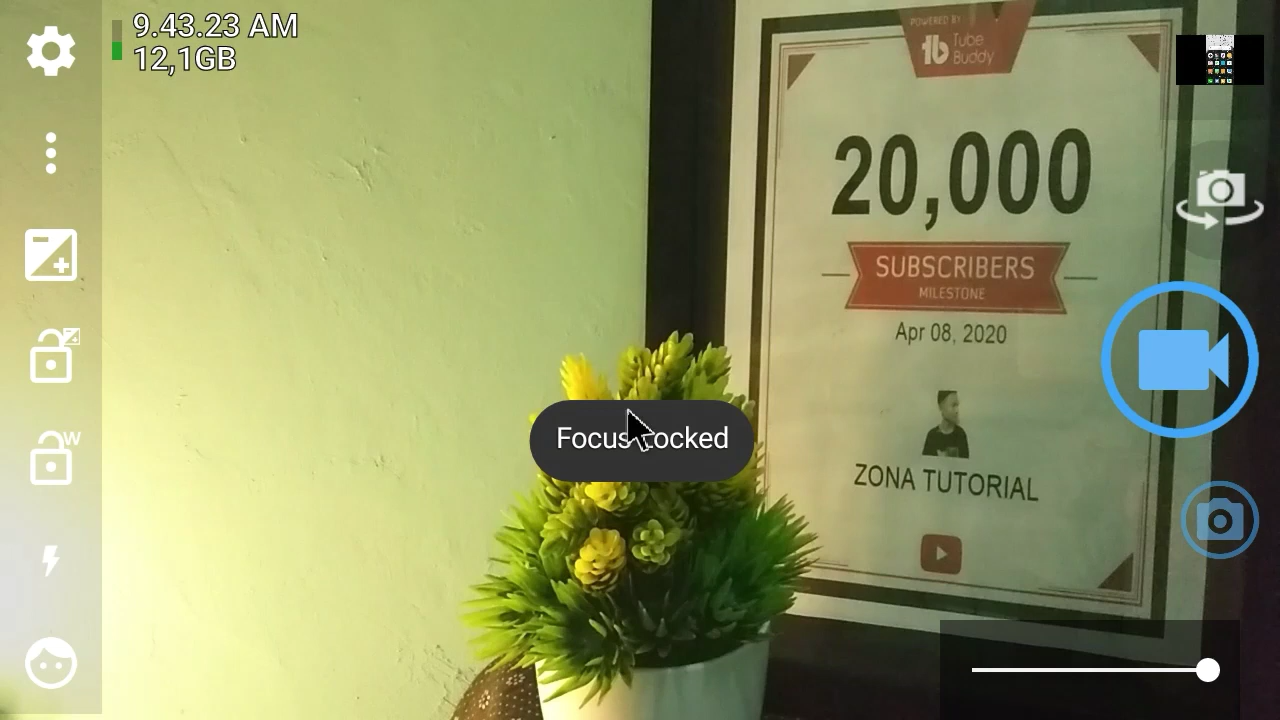 9.43.23 AM
12,1GB
POWERED BY
Tube
Buddy
20,000
SUBSCRIBERS
MILESTONE
Apr 08, 2020
Focus Locked
ZONA TUTORIAL
W